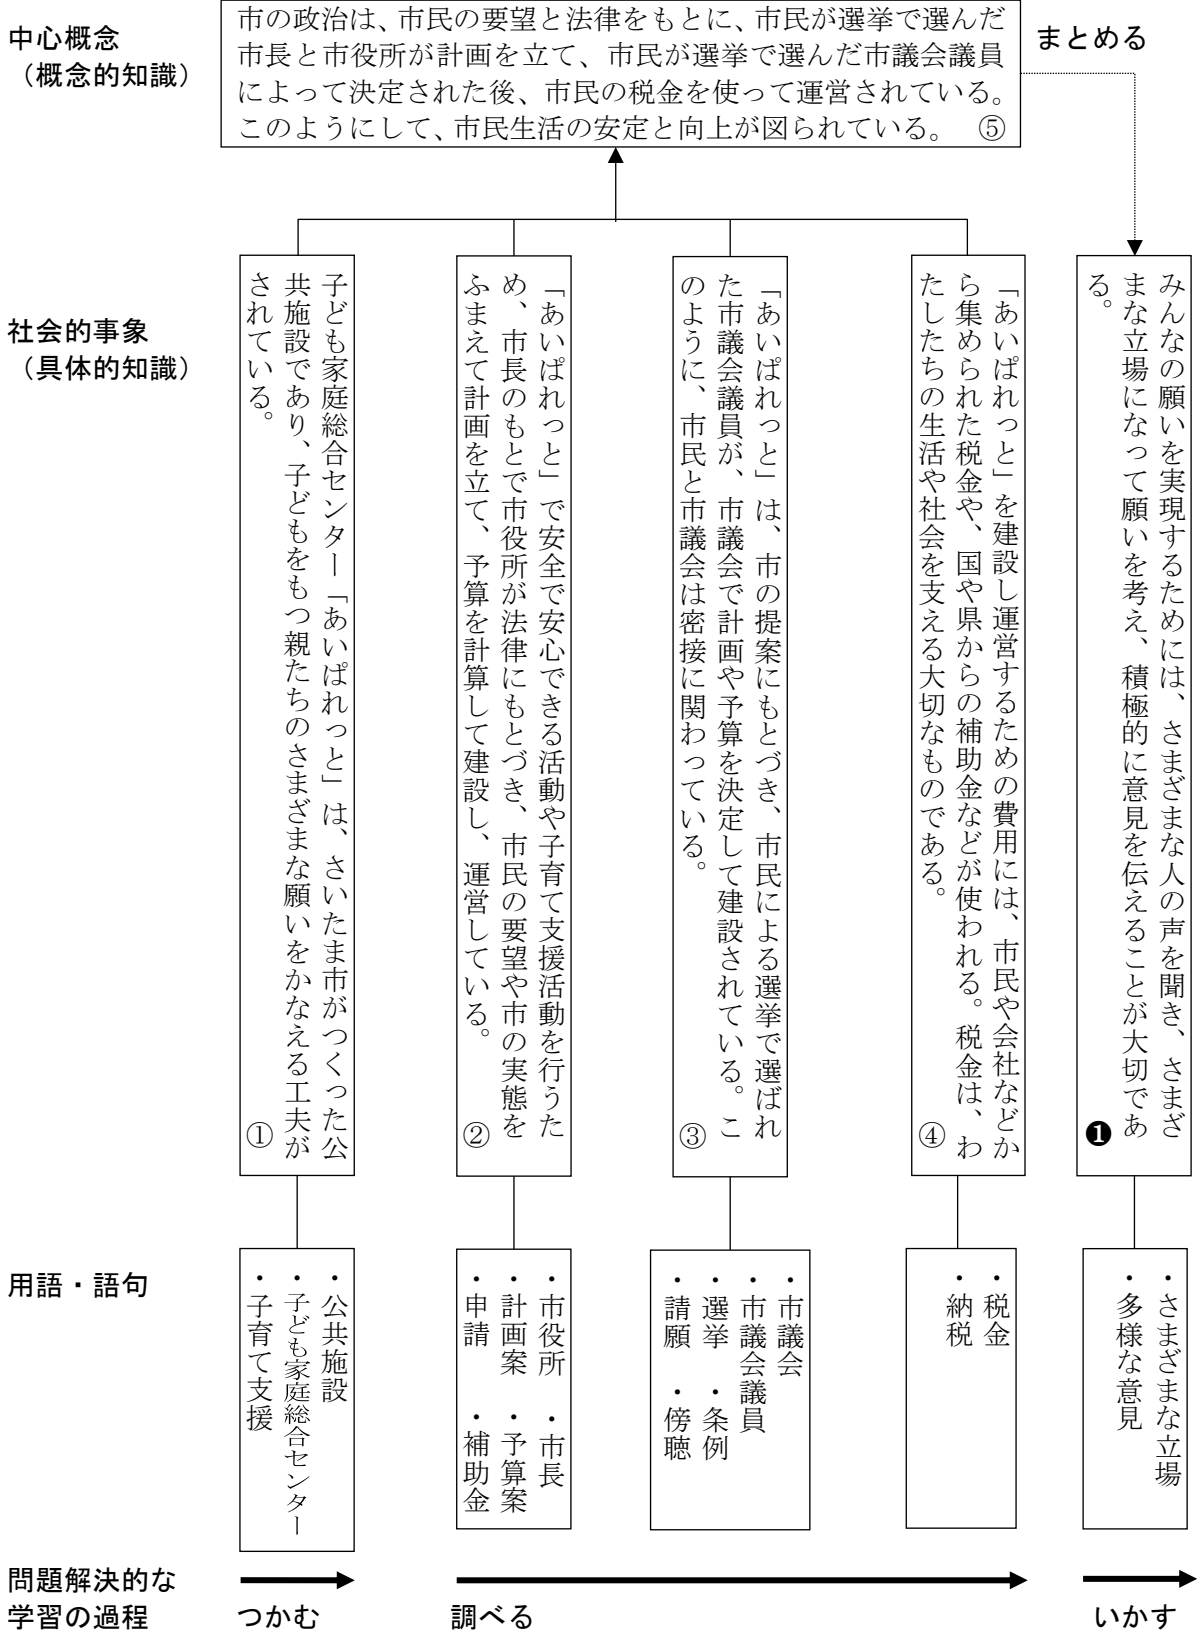 中心概念
（概念的知識）
市の政治は、市民の要望と法律をもとに、市民が選挙で選んだ
市長と市役所が計画を立て、市民が選挙で選んだ市議会議員
によって決定された後、市民の税金を使って運営されている。
このようにして、市民生活の安定と向上が図られている。 ⑤
まとめる
社会的事象
（具体的知識）
子ども家庭総合センター「あいぱれっと」は、さいたま市がつくった公
共施設であり、子どもをもつ親たちのさまざまな願いをかなえる工夫が
されている。 ①
「あいぱれっと」で安全で安心できる活動や子育て支援活動を行うた
め、市長のもとで市役所が法律にもとづき、市民の要望や市の実態を
ふまえて計画を立て、予算を計算して建設し、運営している。 ②
「あいぱれっと」は、市の提案にもとづき、市民による選挙で選ばれ
た市議会議員が、市議会で計画や予算を決定して建設されている。こ
のように、市民と市議会は密接に関わっている。 ③
「あいぱれっと」を建設し運営するための費用には、市民や会社などか
ら集められた税金や、国や県からの補助金などが使われる。税金は、わ
たしたちの生活や社会を支える大切なものである。 ④
みんなの願いを実現するためには、さまざまな人の声を聞き、さまざ
まな立場になって願いを考え、積極的に意見を伝えることが大切であ
る。 ❶
用語・語句
・公共施設
・子ども家庭総合センター
・子育て支援
・市役所 ・市長
・計画案 ・予算案
・申請 ・補助金
・市議会
・市議会議員
・選挙 ・条例
・請願 ・傍聴
・税金
・納税
・さまざまな立場
・多様な意見
問題解決的な
学習の過程
つかむ
調べる
いかす